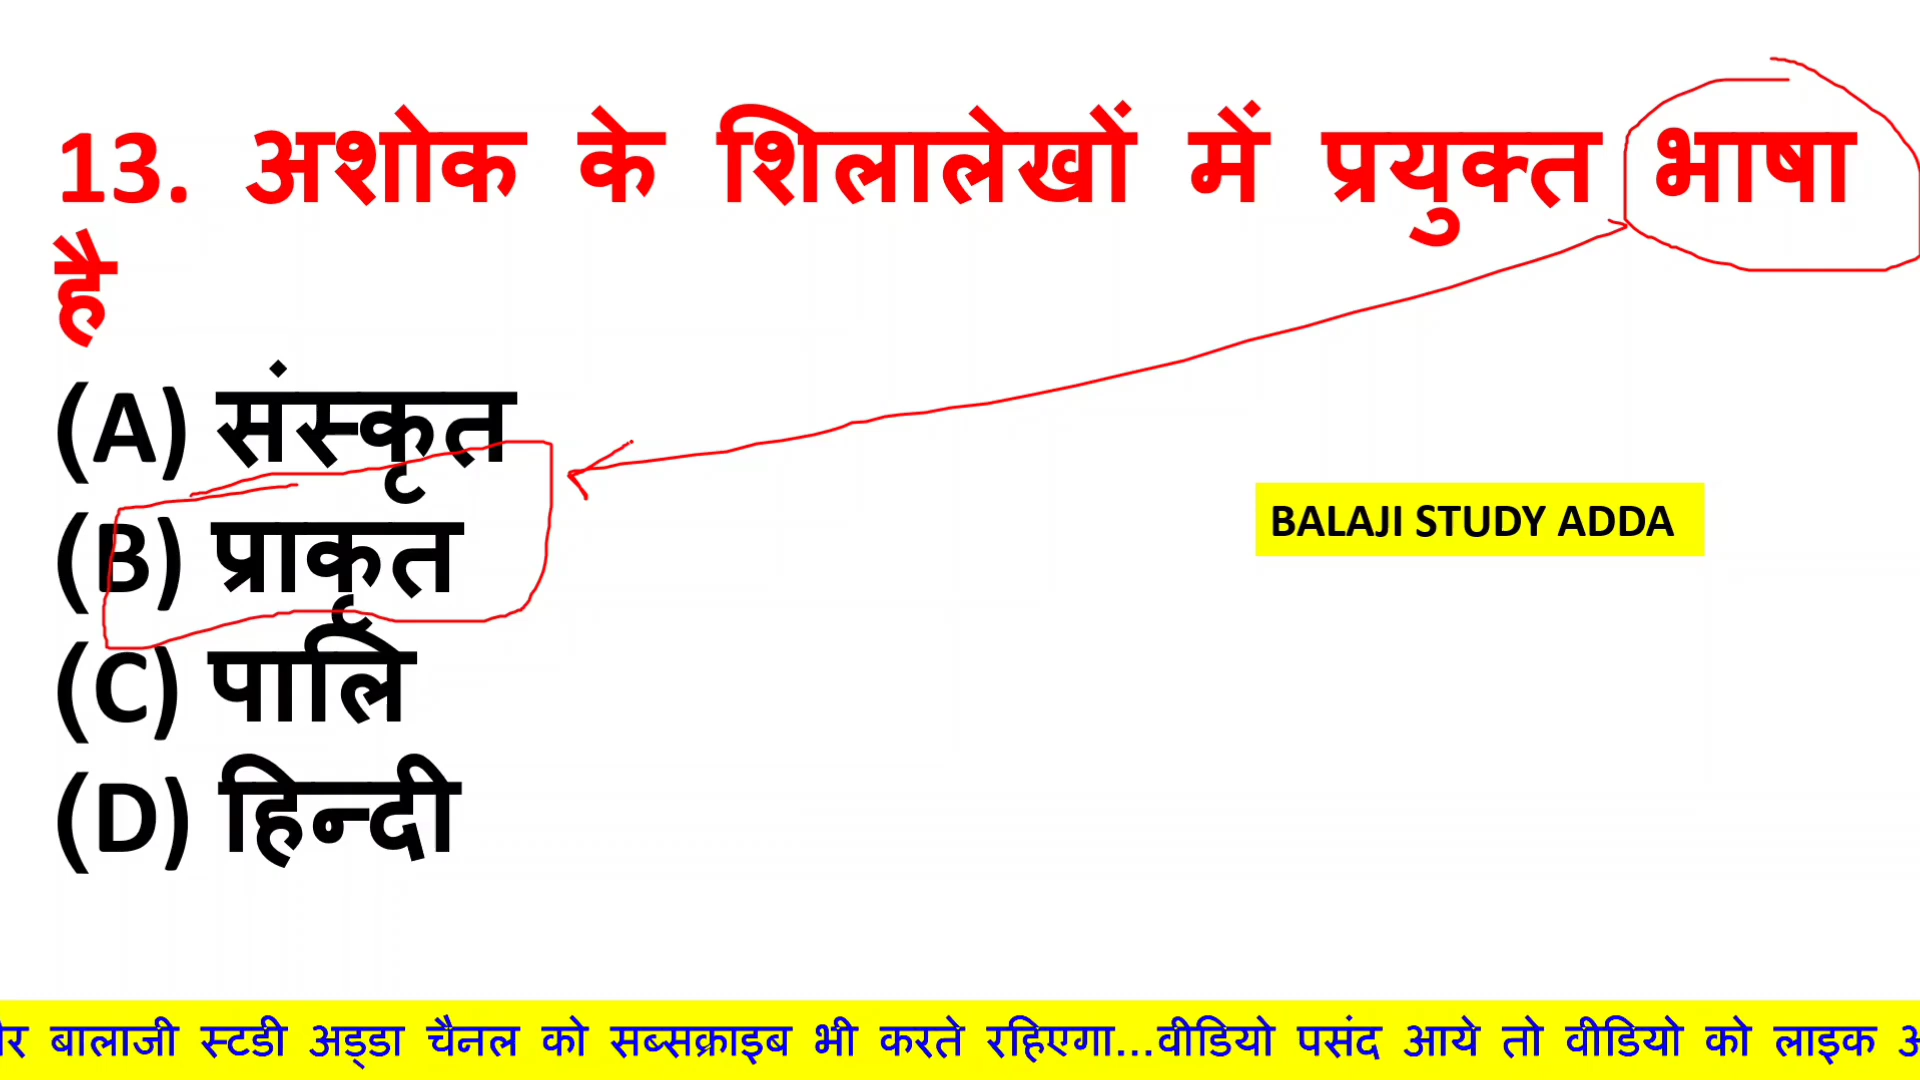 13. अशोक के शिलालेखों में प्रयुक्त भाषा
है
(A) संस्कृत
(B) प्राकृत
(C) पालि
(D) हिन्दी
BALAJI STUDY ADDA
बालाजी स्टडी अड्डा चैनल को सब्सक्राइब भी करते रहिएगा...वीडियो पसंद आये तो वीडियो को लाइक